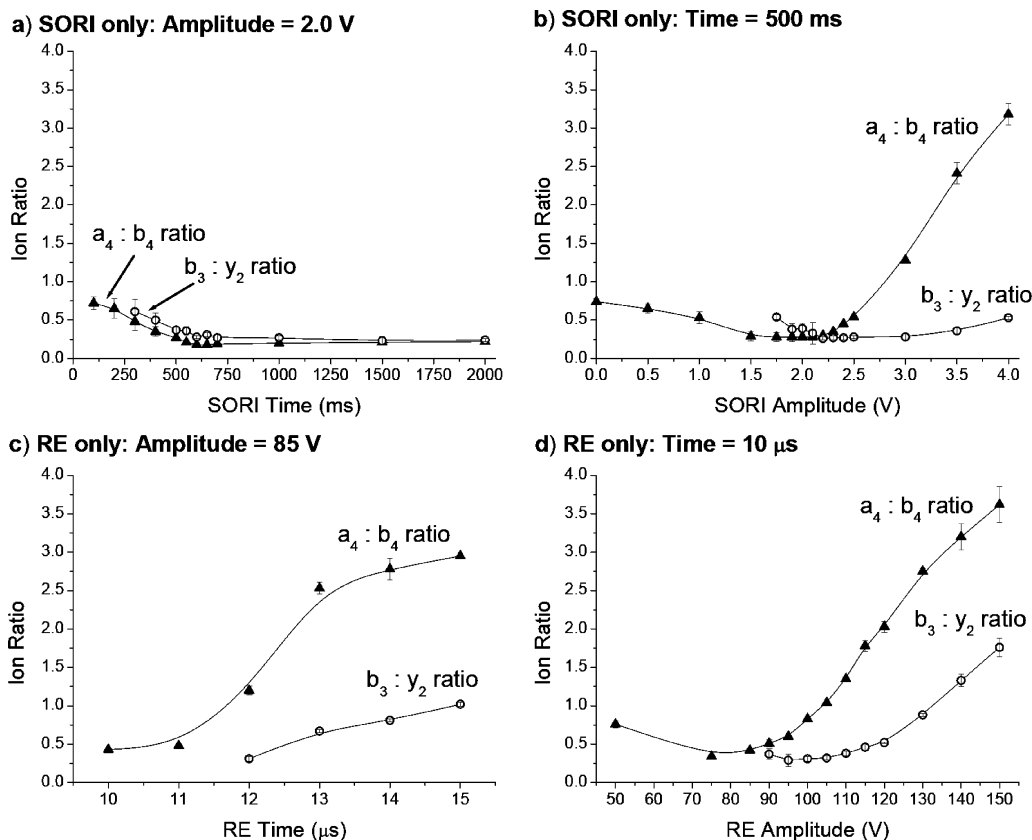 a) SORI only: Amplitude = 2.0 V
4.0
3.5
3.0
2.5
2.0
1.5
1.0
0.5
0.0
Ion Ratio
a4 : b4 ratio
b3 : y2 ratio
0 250 500 750 1000 1250 1500 1750 2000
SORI Time (ms)
b) SORI only: Time = 500 ms
4.0
3.5
3.0
2.5
2.0
1.5
1.0
0.5
0.0
Ion Ratio
a4 : b4 ratio
b3 : y2 ratio
0.0 0.5 1.0 1.5 2.0 2.5 3.0 3.5 4.0
SORI Amplitude (V)
c) RE only: Amplitude = 85 V
4.0
3.5
3.0
2.5
2.0
1.5
1.0
0.5
0.0
Ion Ratio
a4 : b4 ratio
b3 : y2 ratio
10 11 12 13 14 15
RE Time (μs)
d) RE only: Time = 10 μs
4.0
3.5
3.0
2.5
2.0
1.5
1.0
0.5
0.0
Ion Ratio
a4 : b4 ratio
b3 : y2 ratio
50 60 70 80 90 100 110 120 130 140 150
RE Amplitude (V)